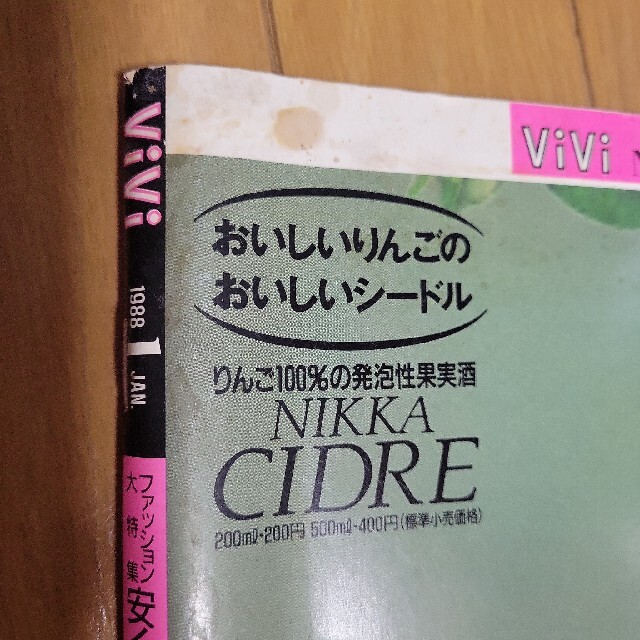 ViVi
1988 1 JAN.
ファッション
大特集
ViVi
おいしいりんごの
おいしいシードル
りんご100%の発泡性果実酒
NIKKA
CIDRE
200ml・200円 500ml・400円(標準小売価格)